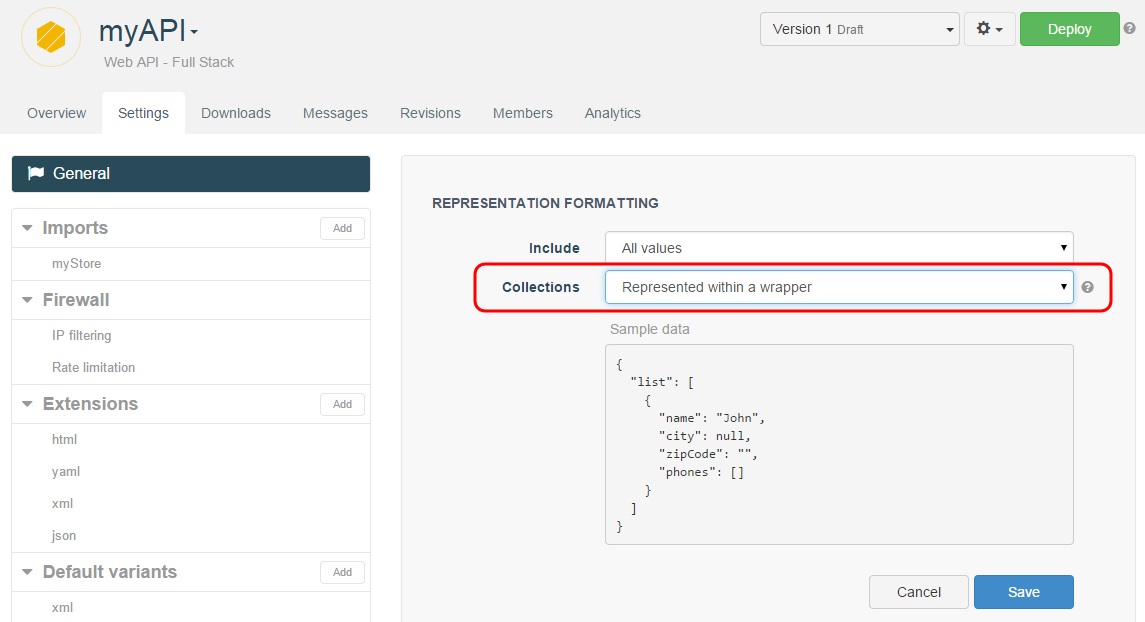 myAPI
Version 1 Draft
Deploy
?
Web API - Full Stack
Overview Settings Downloads Messages Revisions Members Analytics
General
Imports Add
myStore
Firewall
IP filtering
Rate limitation
Extensions Add
html
yaml
xml
json
Default variants Add
xml
REPRESENTATION FORMATTING
Include All values
Collections Represented within a wrapper ?
Sample data
{
"list": [
{
"name": "John",
"city": null,
"zipCode": "",
"phones": []
}
]
}
Cancel Save